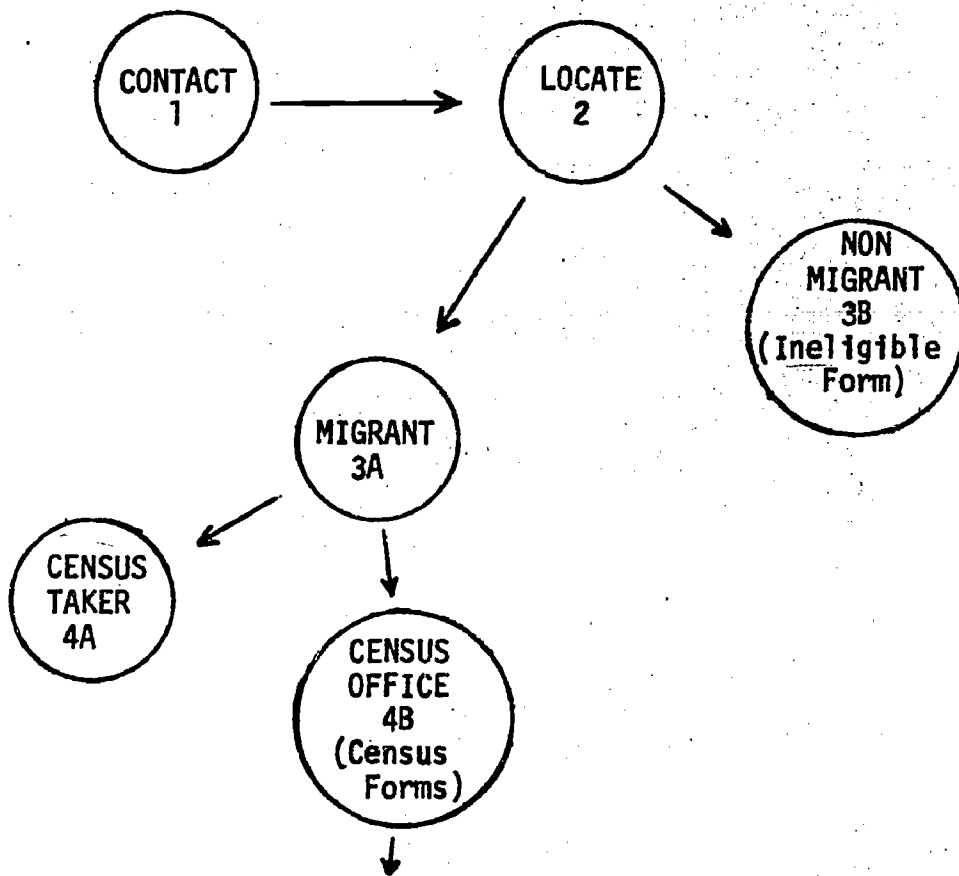 CONTACT
1
LOCATE
2
NON
MIGRANT
3B
(Ineligible
Form)
MIGRANT
3A
CENSUS
TAKER
4A
CENSUS
OFFICE
4B
(Census
Forms)